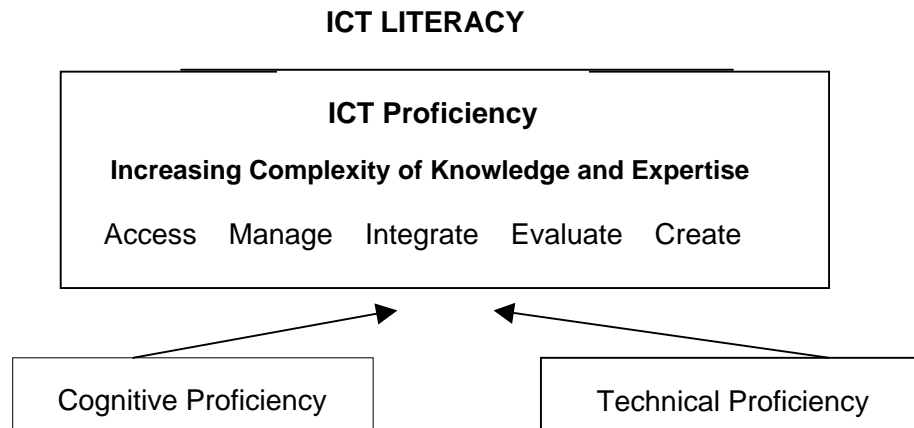 ICT LITERACY
ICT Proficiency
Increasing Complexity of Knowledge and Expertise
Access Manage Integrate Evaluate Create
Cognitive Proficiency
Technical Proficiency